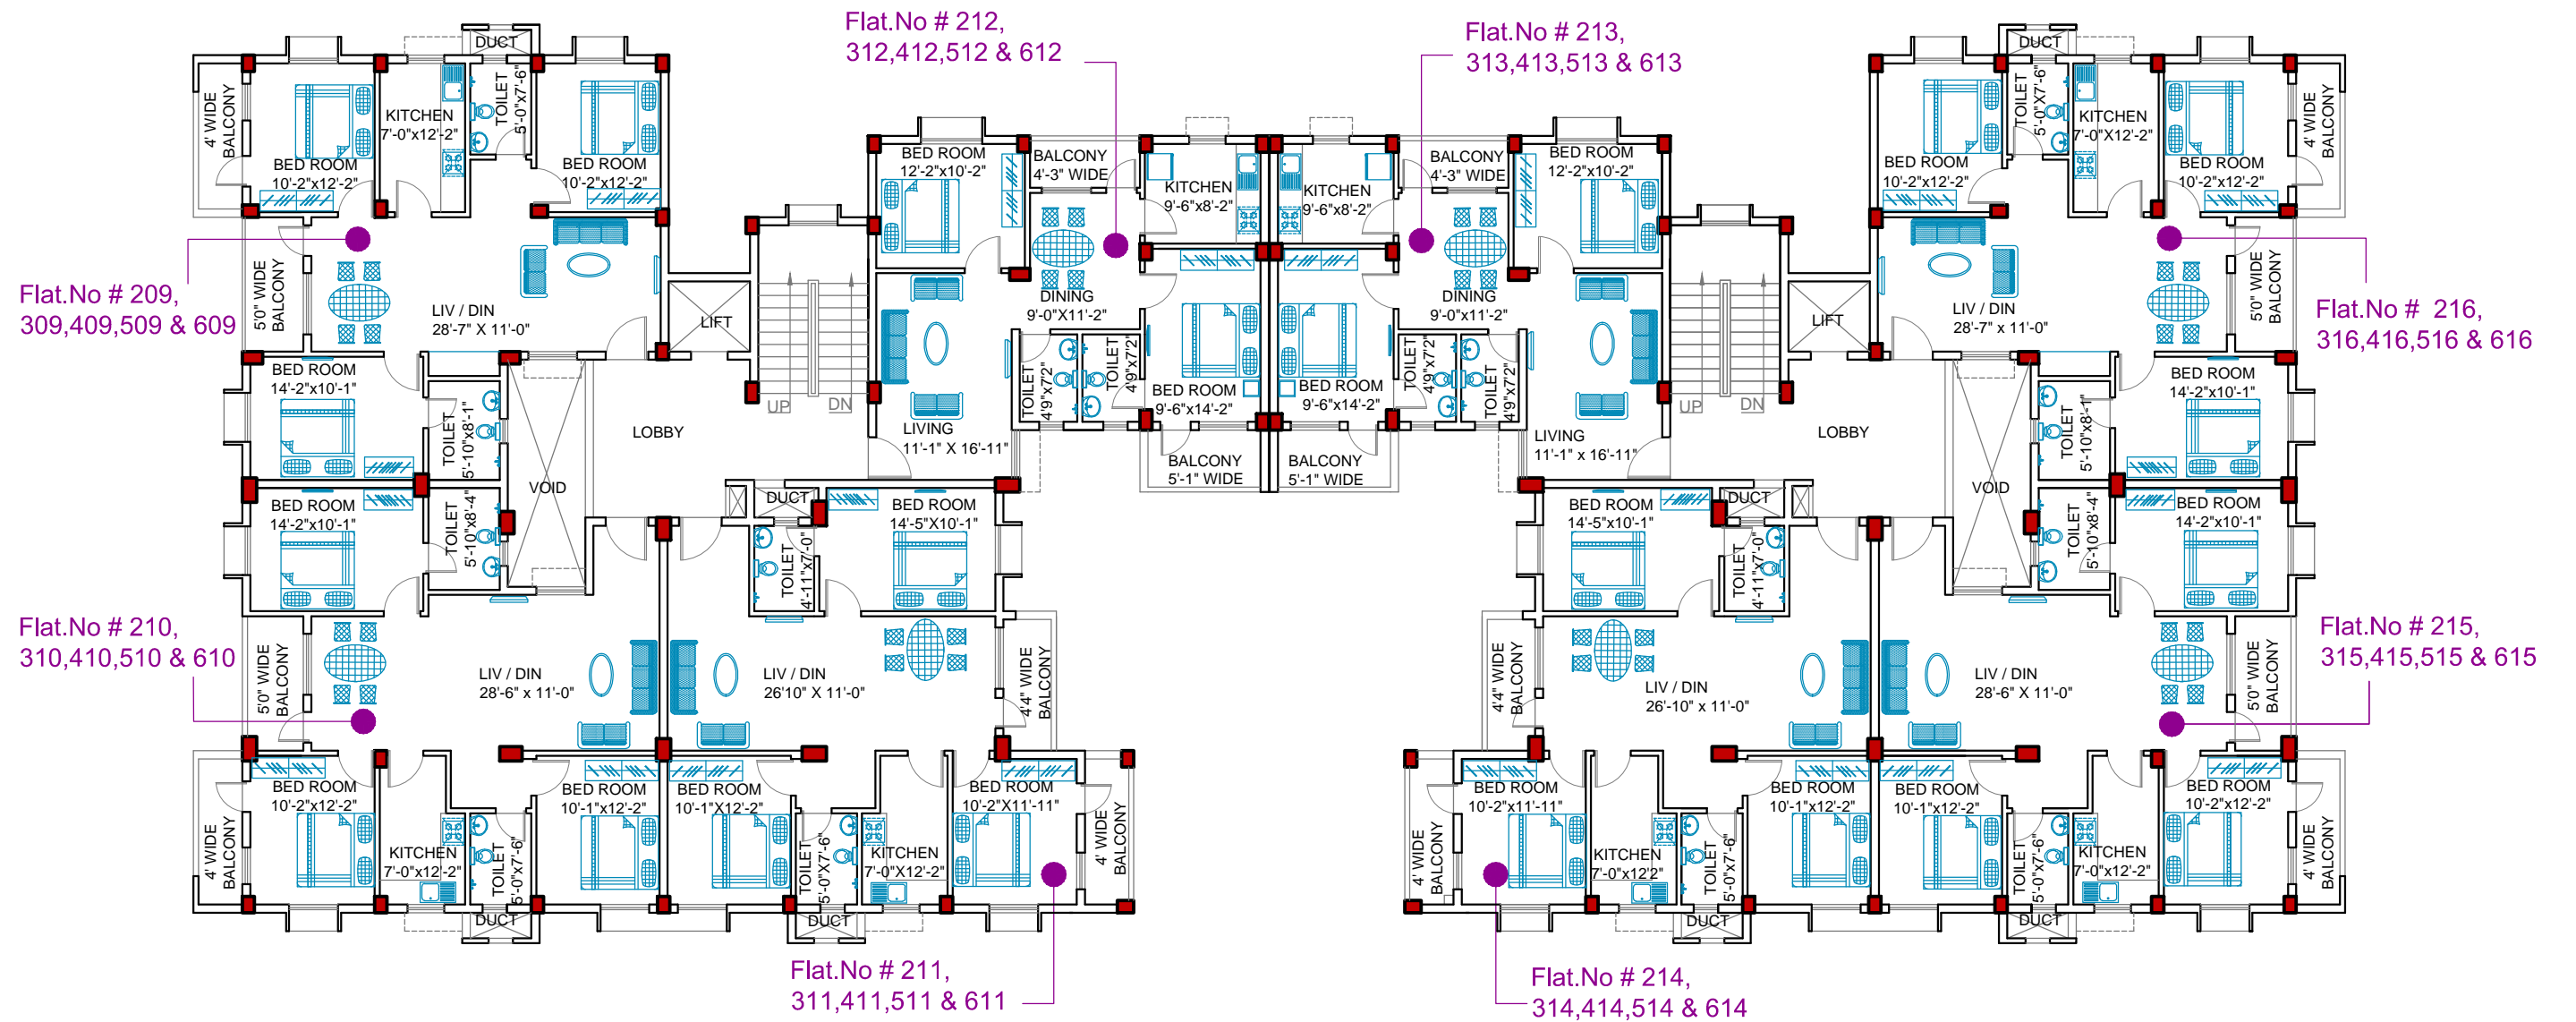 Flat.No # 212,
312,412,512 & 612
Flat.No # 213,
313,413,513 & 613
DUCT
4' WIDE
BALCONY
BED ROOM
10'-2"x12'-2"
KITCHEN
7'-0"x12'-2"
TOILET
5'-0"x7'-6"
BED ROOM
10'-2"x12'-2"
Flat.No # 209,
309,409,509 & 609
5'0" WIDE
BALCONY
LIV / DIN
28'-7" X 11'-0"
LIFT
UP
DN
BED ROOM
14'-2"x10'-1"
TOILET
5'-10"x8'-1"
VOID
LOBBY
BED ROOM
12'-2"x10'-2"
BALCONY
4'-3" WIDE
KITCHEN
9'-6"x8'-2"
DINING
9'-0"X11'-2"
TOILET
4'9"x7'2"
TOILET
4'9"x7'2"
BED ROOM
9'-6"x14'-2"
LIVING
11'-1" X 16'-11"
BALCONY
5'-1" WIDE
KITCHEN
9'-6"x8'-2"
BALCONY
4'-3" WIDE
BED ROOM
12'-2"x10'-2"
DINING
9'-0"x11'-2"
BED ROOM
9'-6"x14'-2"
TOILET
4'9"x7'2"
TOILET
4'9"x7'2"
LIVING
11'-1" x 16'-11"
BALCONY
5'-1" WIDE
UP
DN
LIFT
LOBBY
DUCT
BED ROOM
10'-2"x12'-2"
TOILET
5'-0"X7'-6"
KITCHEN
7'-0"X12'-2"
BED ROOM
10'-2"x12'-2"
4' WIDE
BALCONY
LIV / DIN
28'-7" x 11'-0"
5'0" WIDE
BALCONY
Flat.No # 216,
316,416,516 & 616
BED ROOM
14'-2"x10'-1"
TOILET
5'-10"x8'-1"
VOID
BED ROOM
14'-2"x10'-1"
TOILET
5'-10"x8'-4"
DUCT
TOILET
4'-11"x7'-0"
BED ROOM
14'-5"X10'-1"
BED ROOM
14'-5"x10'-1"
DUCT
TOILET
4'-11"x7'-0"
TOILET
5'-10"x8'-4"
BED ROOM
14'-2"x10'-1"
Flat.No # 210,
310,410,510 & 610
5'0" WIDE
BALCONY
LIV / DIN
28'-6" x 11'-0"
LIV / DIN
26'10" X 11'-0"
4'4" WIDE
BALCONY
4'4" WIDE
BALCONY
LIV / DIN
26'-10" x 11'-0"
LIV / DIN
28'-6" X 11'-0"
5'0" WIDE
BALCONY
Flat.No # 215,
315,415,515 & 615
4' WIDE
BALCONY
BED ROOM
10'-2"x12'-2"
KITCHEN
7'-0"x12'-2"
TOILET
5'-0"x7'-6"
DUCT
BED ROOM
10'-1"x12'-2"
BED ROOM
10'-1"X12'-2"
TOILET
5'-0"X7'-6"
DUCT
KITCHEN
7'-0"X12'-2"
BED ROOM
10'-2"X11'-11"
4' WIDE
BALCONY
4' WIDE
BALCONY
BED ROOM
10'-2"x11'-11"
KITCHEN
7'-0"x12'2"
TOILET
5'-0"x7'-6"
DUCT
BED ROOM
10'-1"x12'-2"
BED ROOM
10'-1"x12'-2"
TOILET
5'-0"x7'-6"
DUCT
KITCHEN
7'-0"x12'-2"
BED ROOM
10'-2"x12'-2"
4' WIDE
BALCONY
Flat.No # 211,
311,411,511 & 611
Flat.No # 214,
314,414,514 & 614